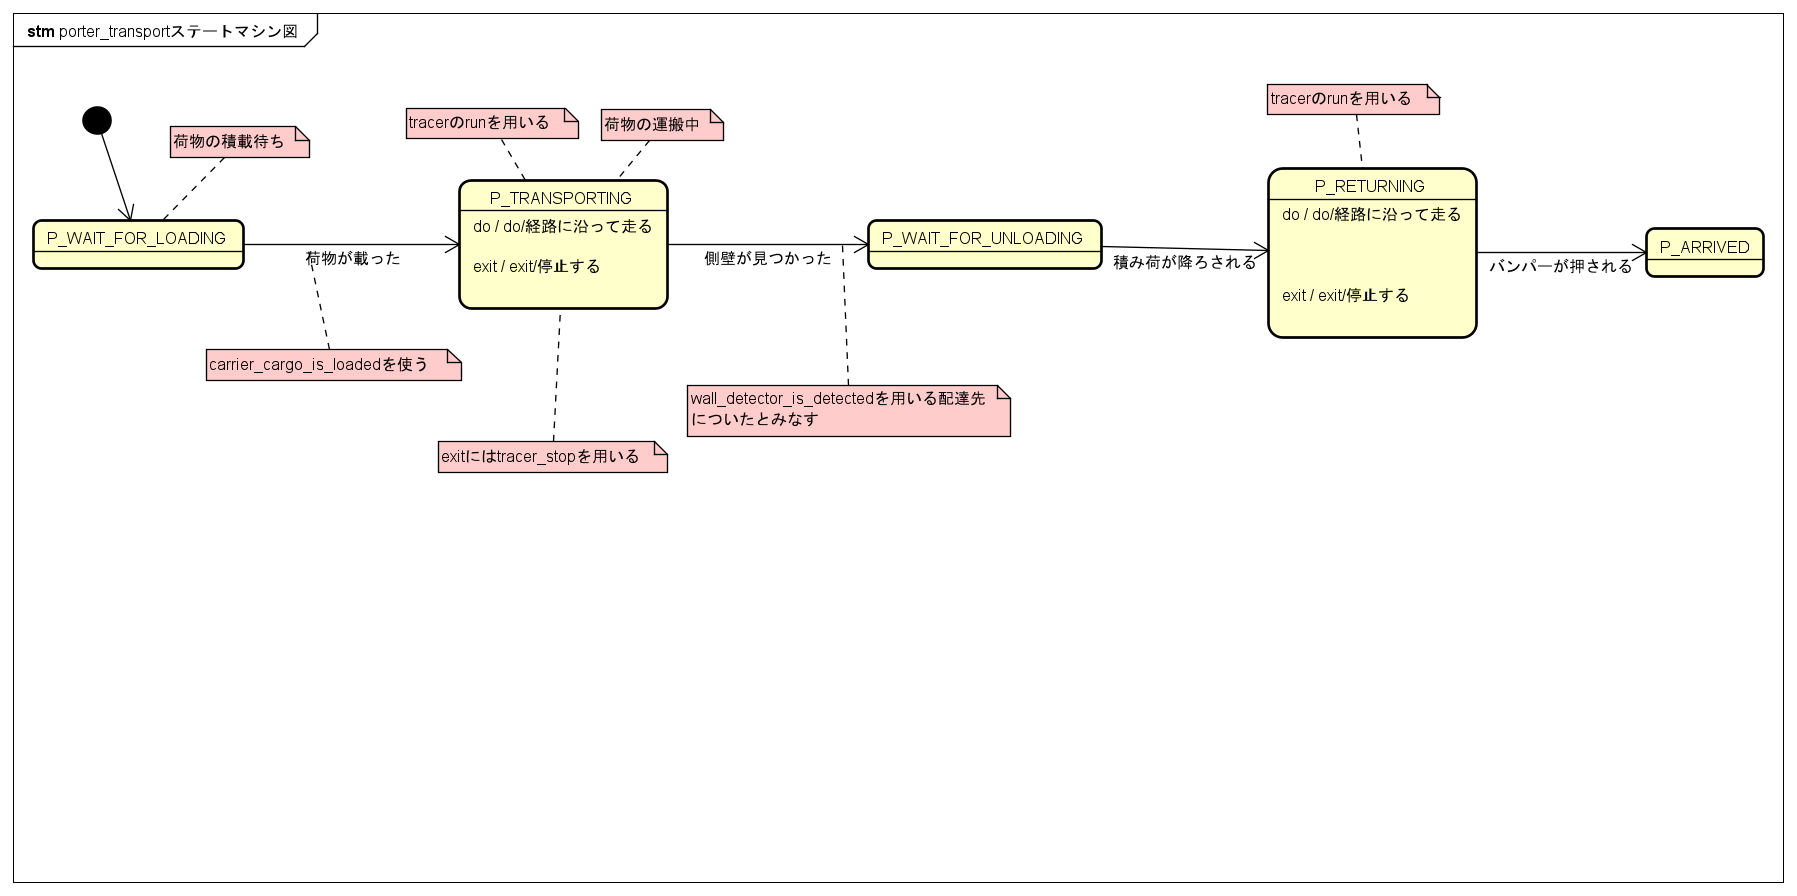 stm porter_transportステートマシン図
荷物の積載待ち
tracerのrunを用いる
荷物の運搬中
tracerのrunを用いる
P_WAIT_FOR_LOADING
荷物が載った
P_TRANSPORTING
do / do/経路に沿って走る
exit / exit/停止する
側壁が見つかった
P_WAIT_FOR_UNLOADING
積み荷が降ろされる
P_RETURNING
do / do/経路に沿って走る
exit / exit/停止する
バンパーが押される
P_ARRIVED
carrier_cargo_is_loadedを使う
wall_detector_is_detectedを用いる配達先
についたとみなす
exitにはtracer_stopを用いる